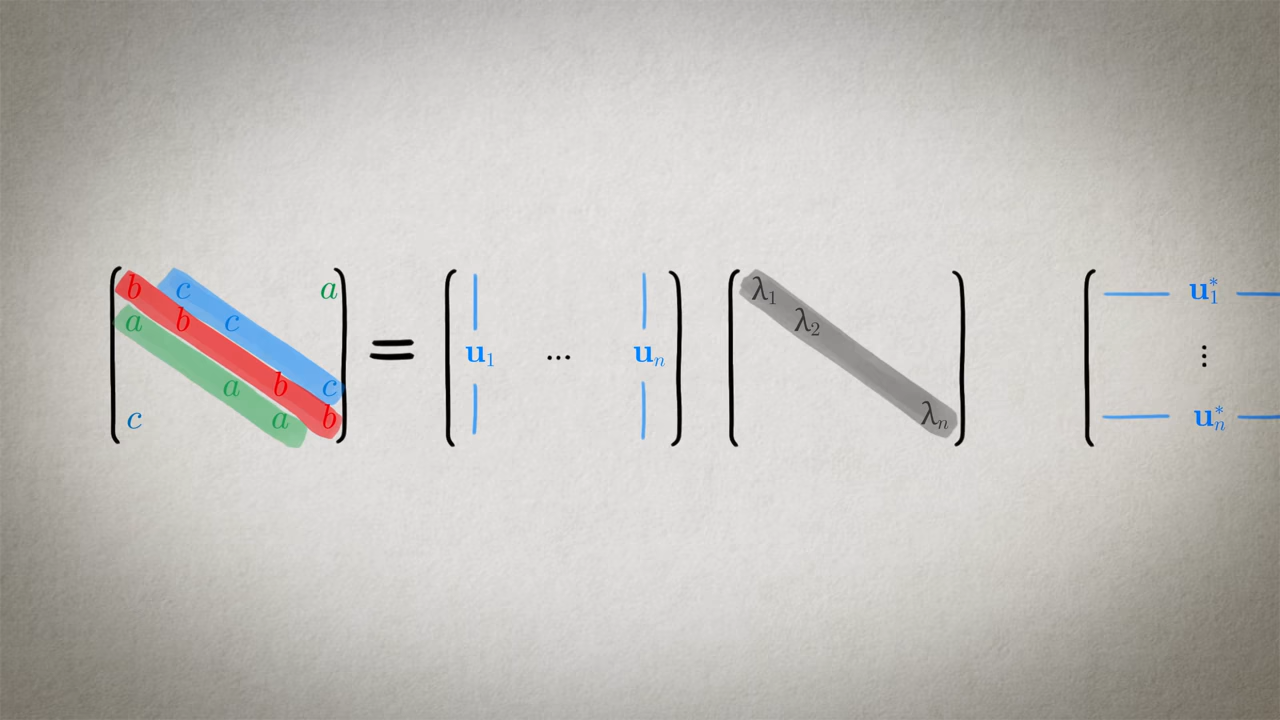 b c a
a b c
a b c
c a b
=
u₁ ... uₙ
λ₁
λ₂
λₙ
u₁*
⋮
uₙ*